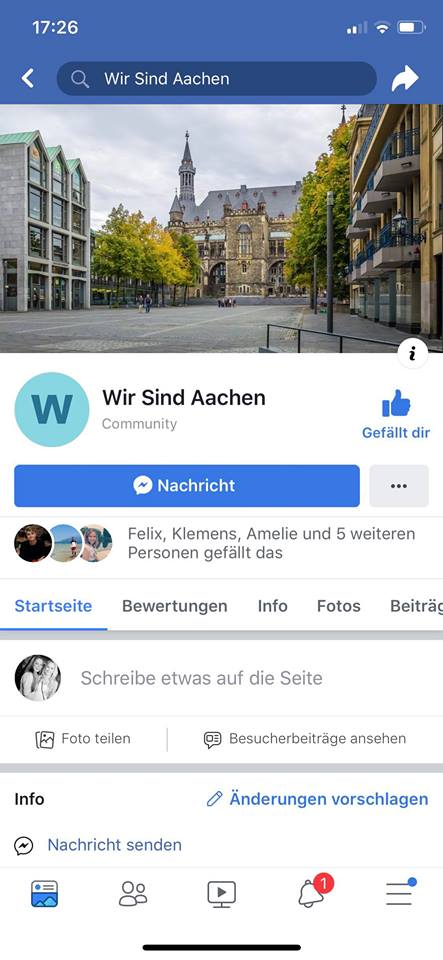 17:26
Wir Sind Aachen
i
W
Wir Sind Aachen
Community
Gefällt dir
Nachricht
...
Felix, Klemens, Amelie und 5 weiteren
Personen gefällt das
Startseite Bewertungen Info Fotos Beiträg
Schreibe etwas auf die Seite
Foto teilen Besucherbeiträge ansehen
Info Änderungen vorschlagen
Nachricht senden
1